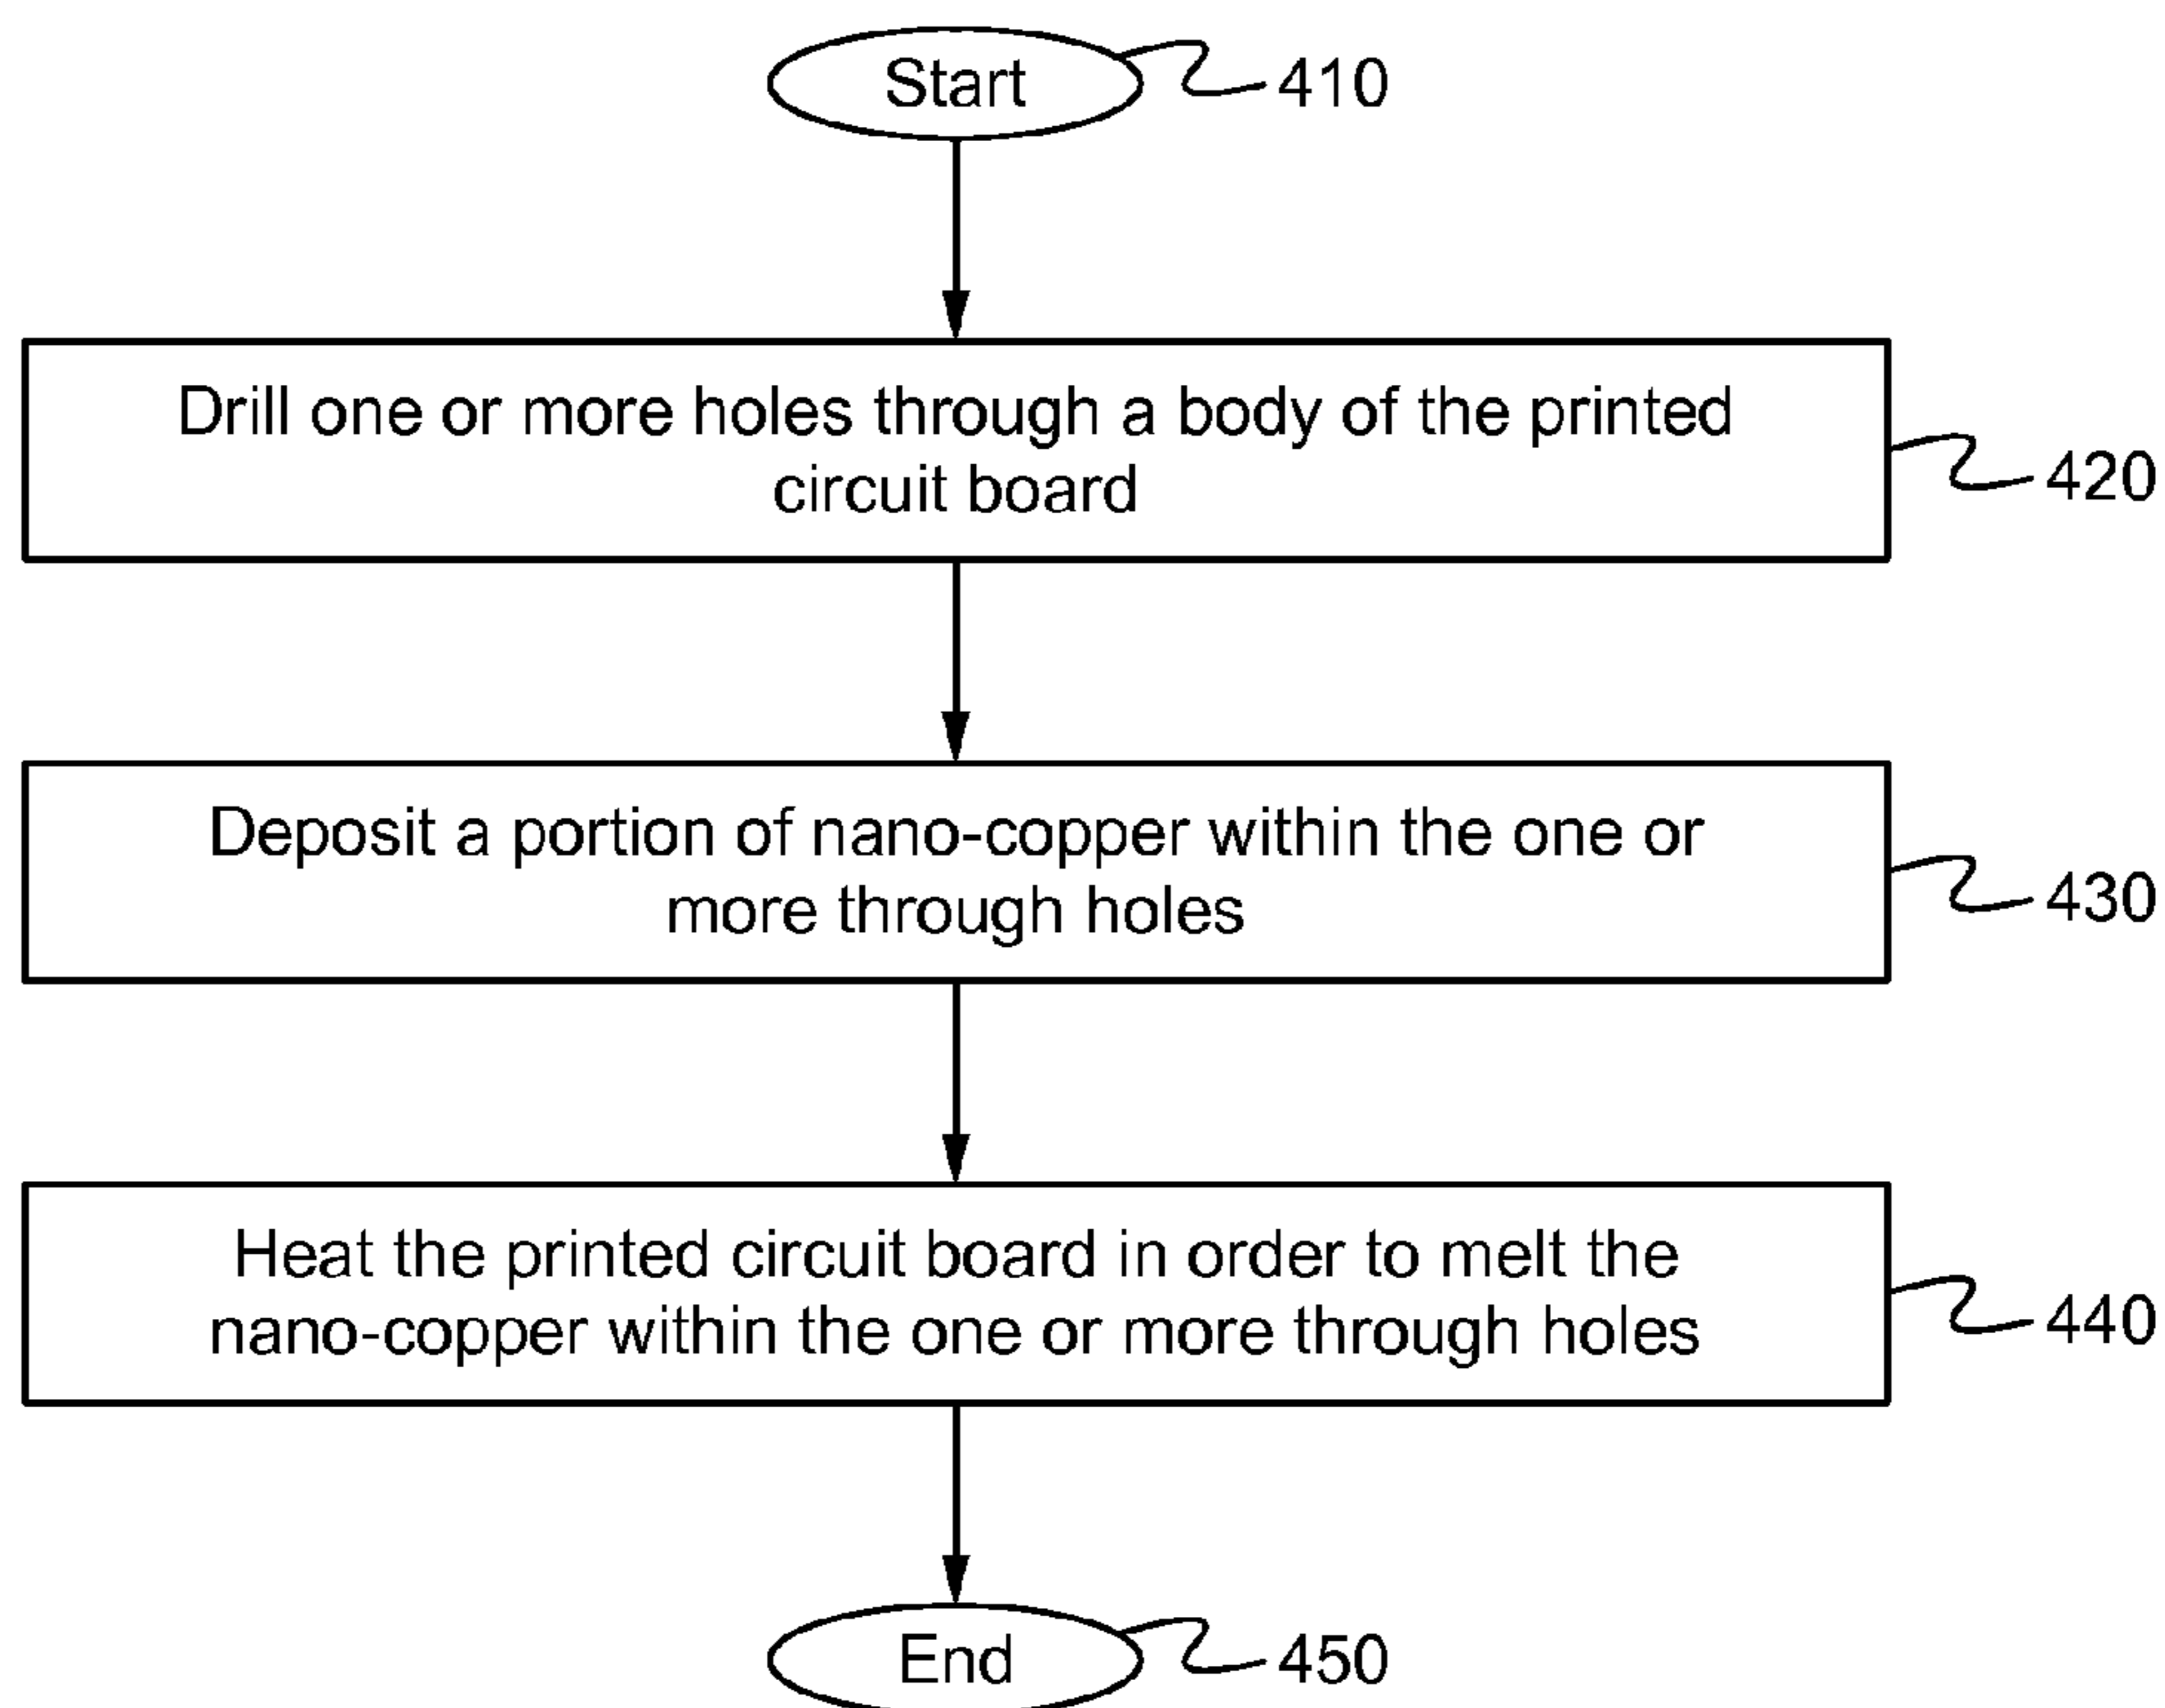 Start
410
Drill one or more holes through a body of the printed
circuit board
420
Deposit a portion of nano-copper within the one or
more through holes
430
Heat the printed circuit board in order to melt the
nano-copper within the one or more through holes
440
End
450